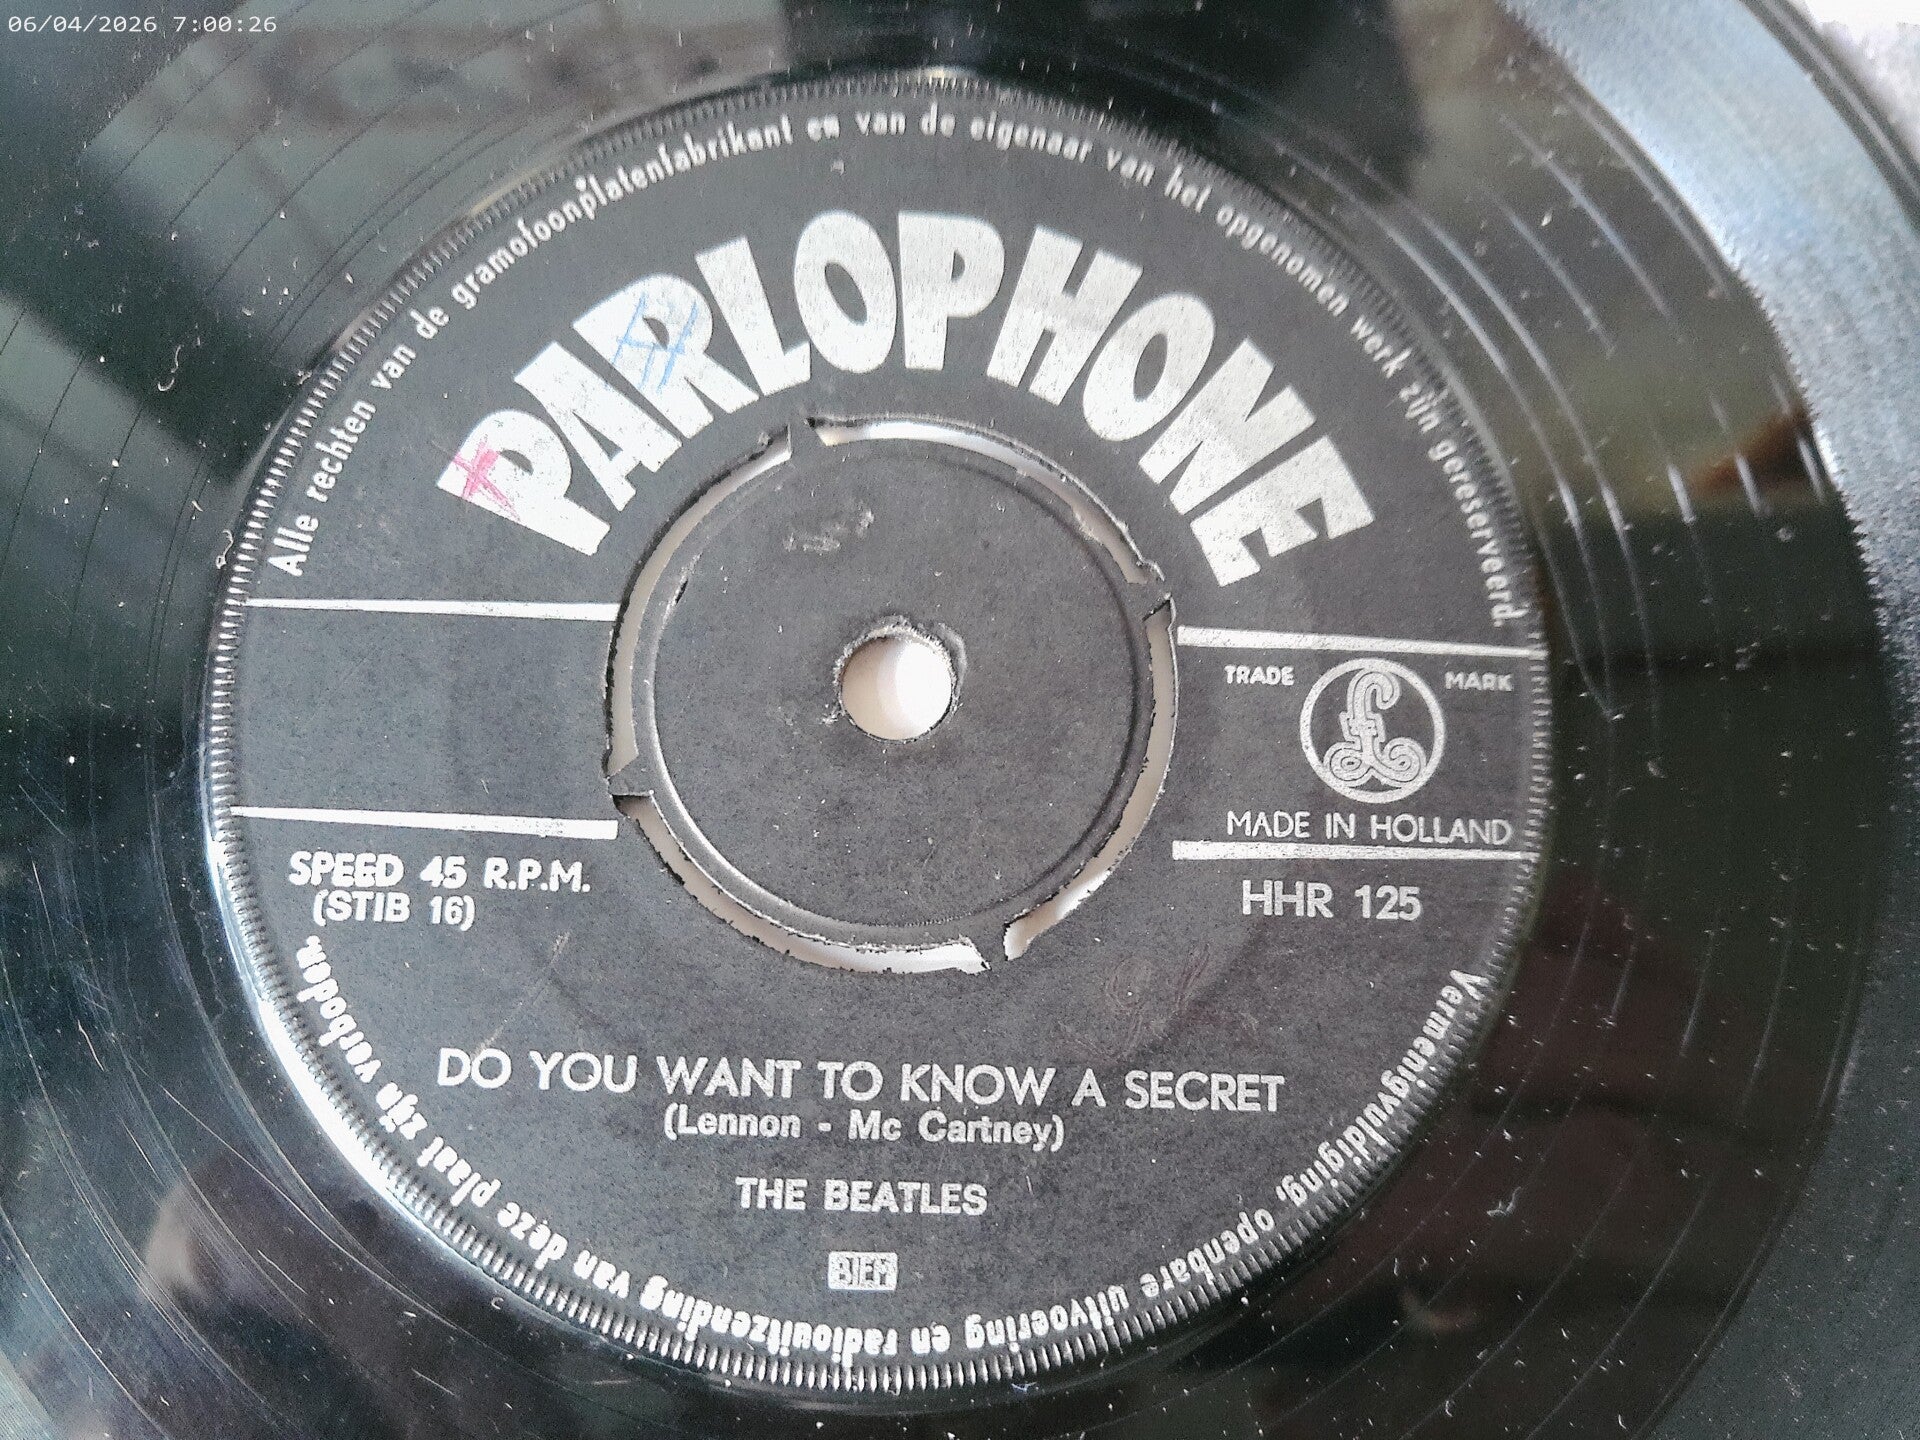 06/04/2026 7:00:26
Alle rechten van de gramofoonplatenfabrikant en van de eigenaar van het opgenomen werk zijn gereserveerd.
PARLOPHONE
TRADE MARK
£
MADE IN HOLLAND
SPEED 45 R.P.M.
(STIB 16)
HHR 125
DO YOU WANT TO KNOW A SECRET
(Lennon - Mc Cartney)
THE BEATLES
BIEM
Vermenigvuldiging, openbare uitvoering en radiouitzending van deze plaat zijn verboden.